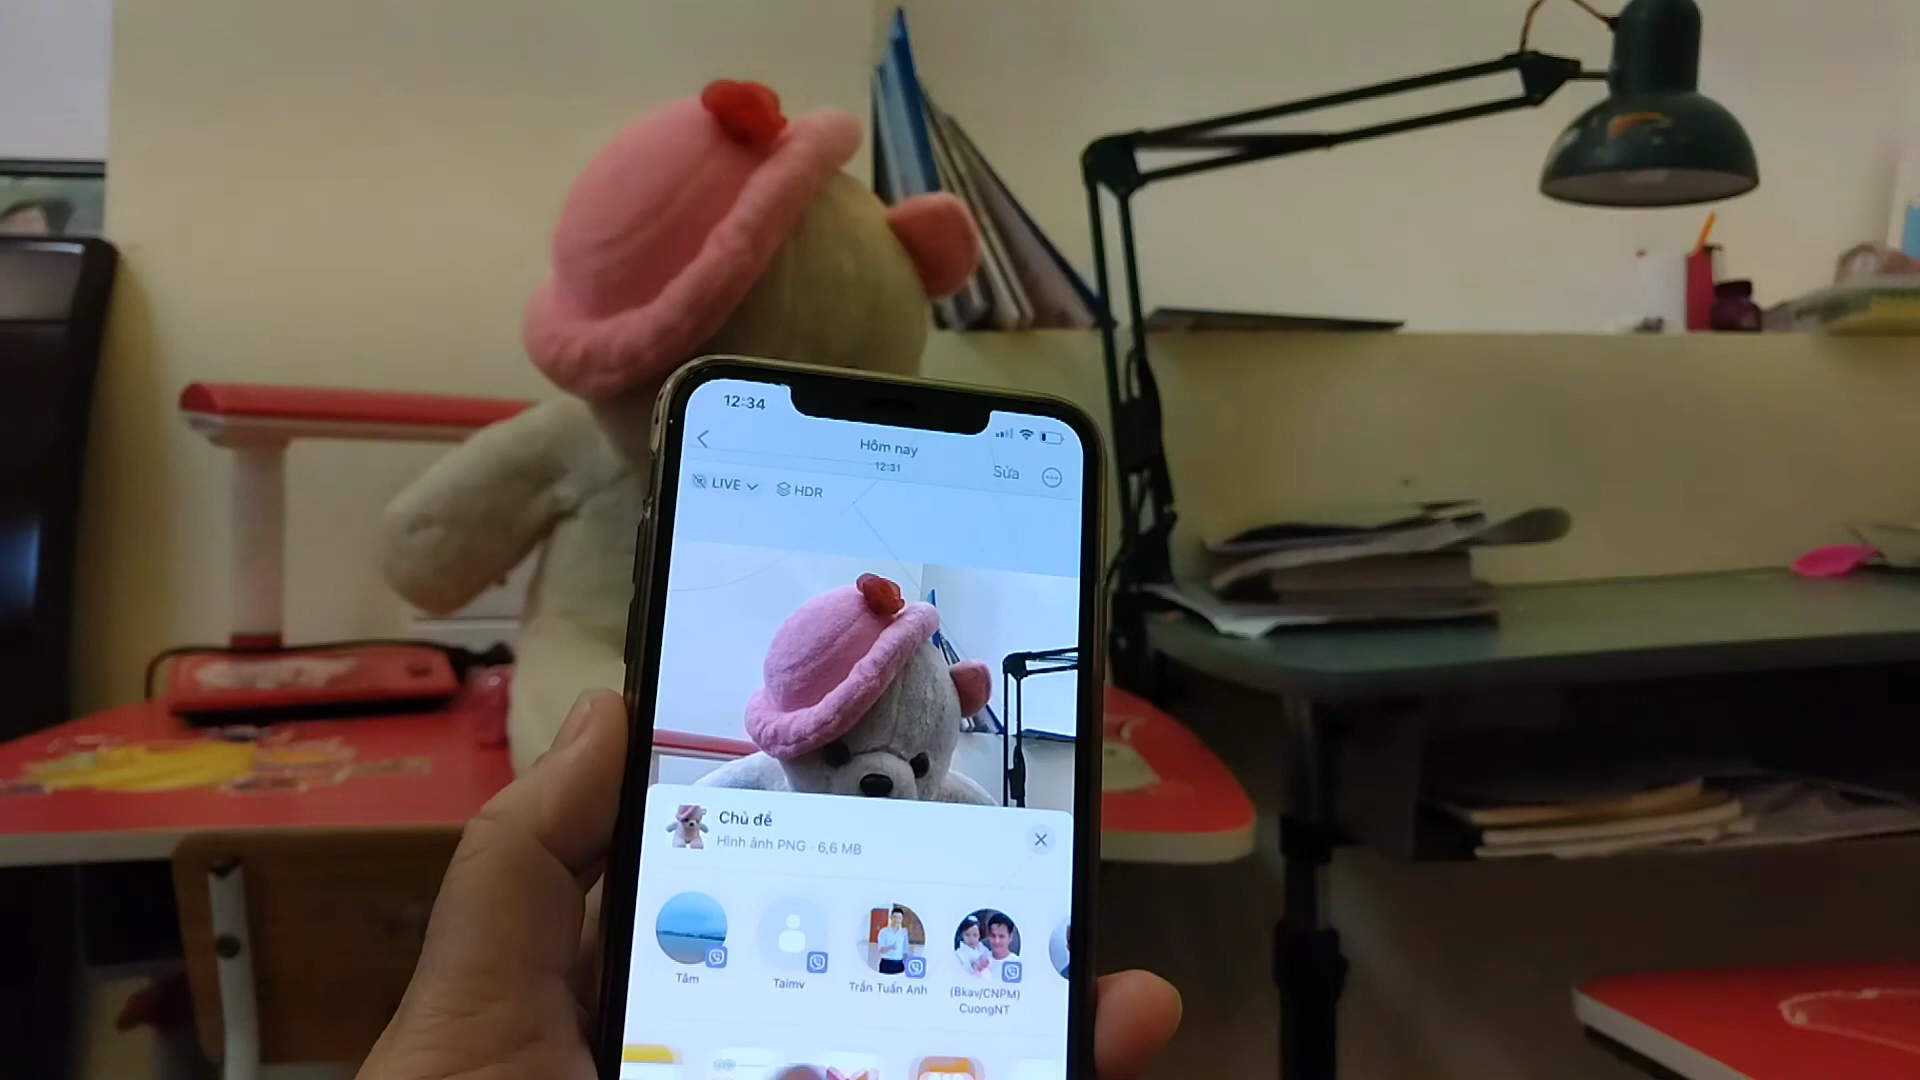 12:34
Hôm nay
12:31
Sửa
LIVE
HDR
Chủ đề
Hình ảnh PNG · 6,6 MB
Tâm
Taimv
Trần Tuấn Anh
(Bkav/CNPM)
CuongNT